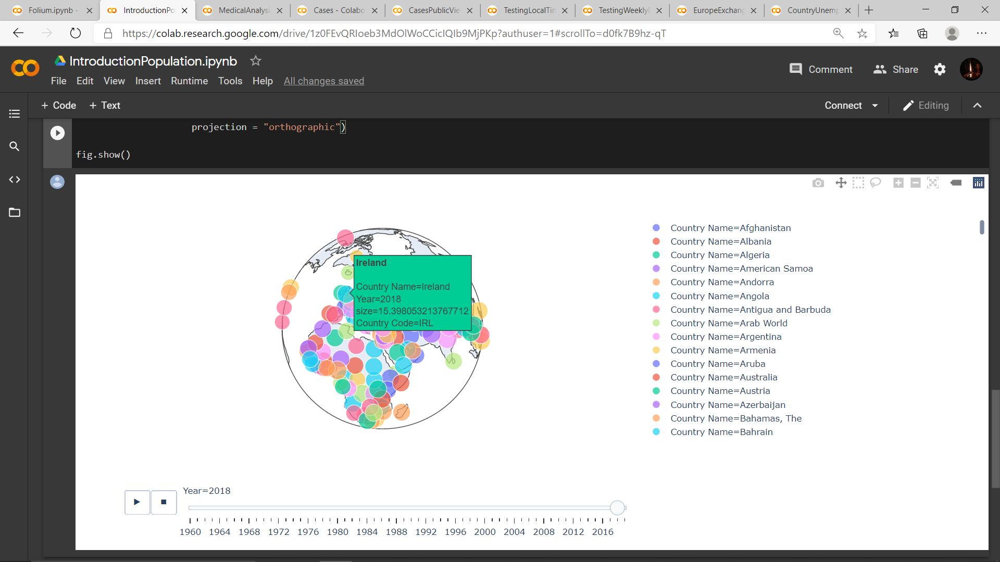 Folium.ipynb -
IntroductionPo
MedicalAnalysi
Cases - Colabo
CasesPublicVie
TestingLocalTim
TestingWeeklyD
EuropeExchang
CountryUnemp
https://colab.research.google.com/drive/1z0FEvQRIoeb3MdOlWoCCicIQIb9MjPKp?authuser=1#scrollTo=d0fk7B9hz-qT
IntroductionPopulation.ipynb
Comment
Share
File Edit View Insert Runtime Tools Help All changes saved
+ Code + Text
Connect
Editing
projection = "orthographic")
fig.show()
Ireland
Country Name=Ireland
Year=2018
size=15.398053213767712
Country Code=IRL
Country Name=Afghanistan
Country Name=Albania
Country Name=Algeria
Country Name=American Samoa
Country Name=Andorra
Country Name=Angola
Country Name=Antigua and Barbuda
Country Name=Arab World
Country Name=Argentina
Country Name=Armenia
Country Name=Aruba
Country Name=Australia
Country Name=Austria
Country Name=Azerbaijan
Country Name=Bahamas, The
Country Name=Bahrain
Year=2018
1960 1964 1968 1972 1976 1980 1984 1988 1992 1996 2000 2004 2008 2012 2016